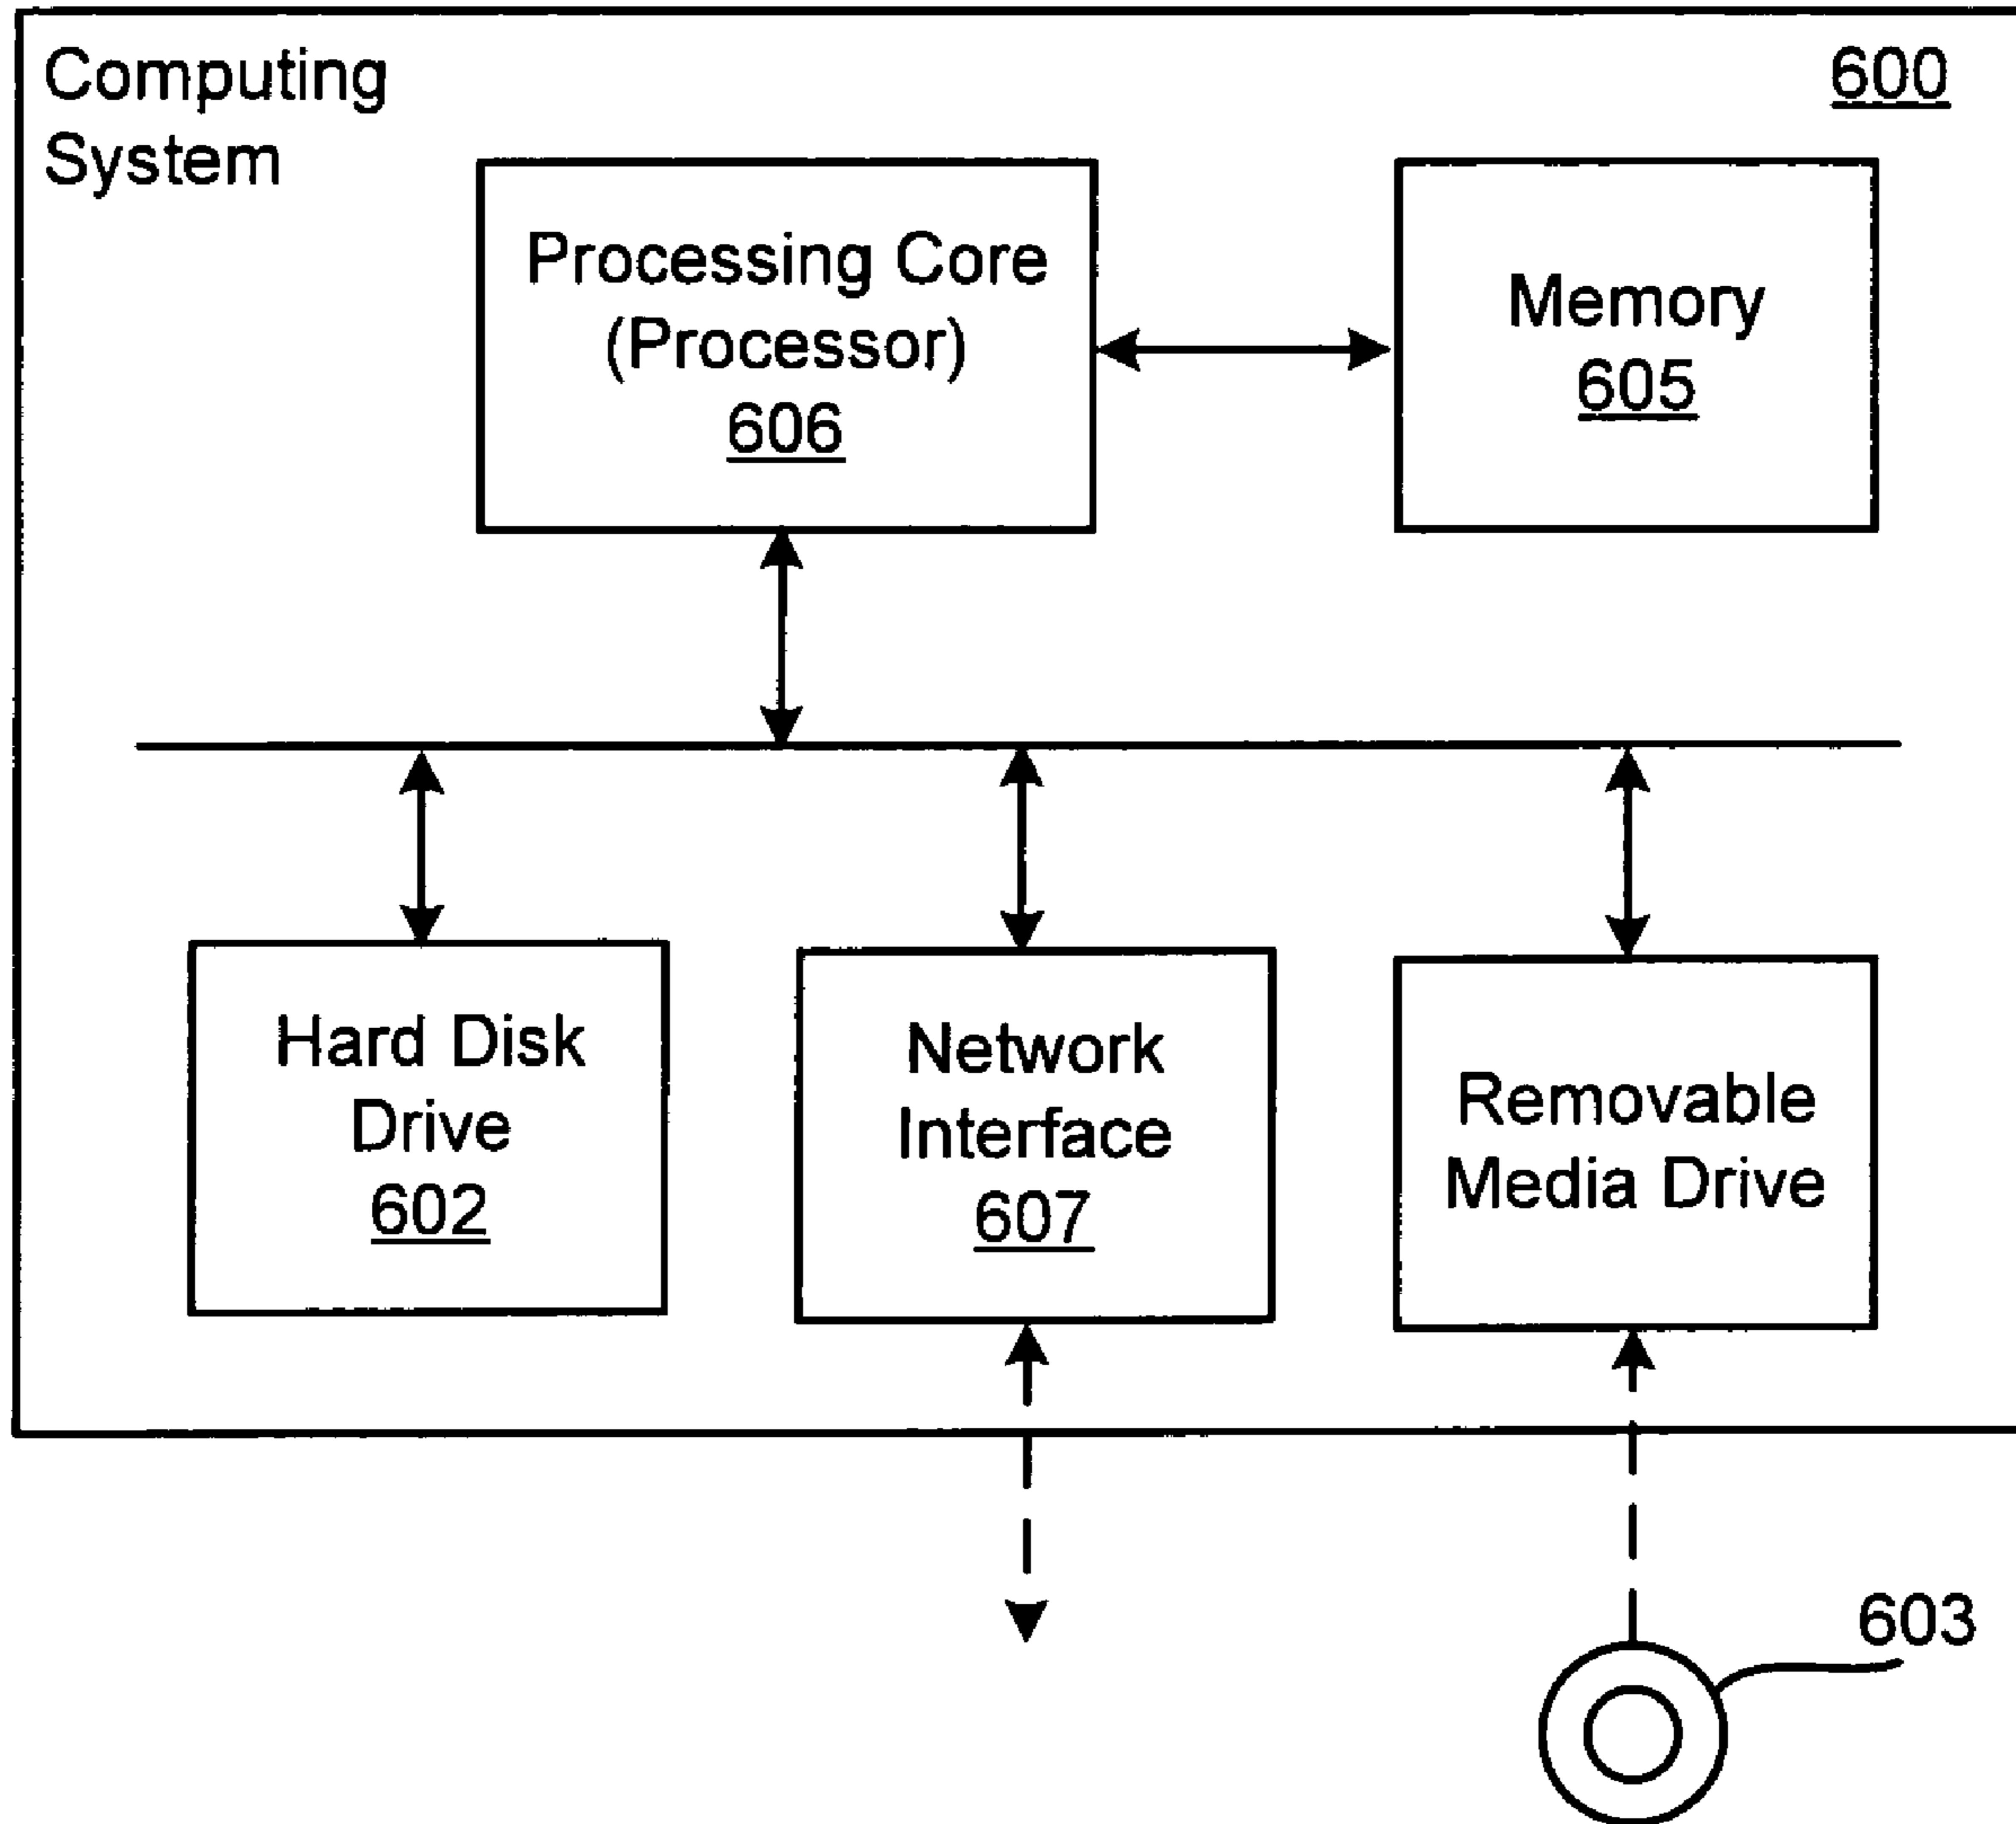 Computing
System
600
Processing Core
(Processor)
606
Memory
605
Hard Disk
Drive
602
Network
Interface
607
Removable
Media Drive
603